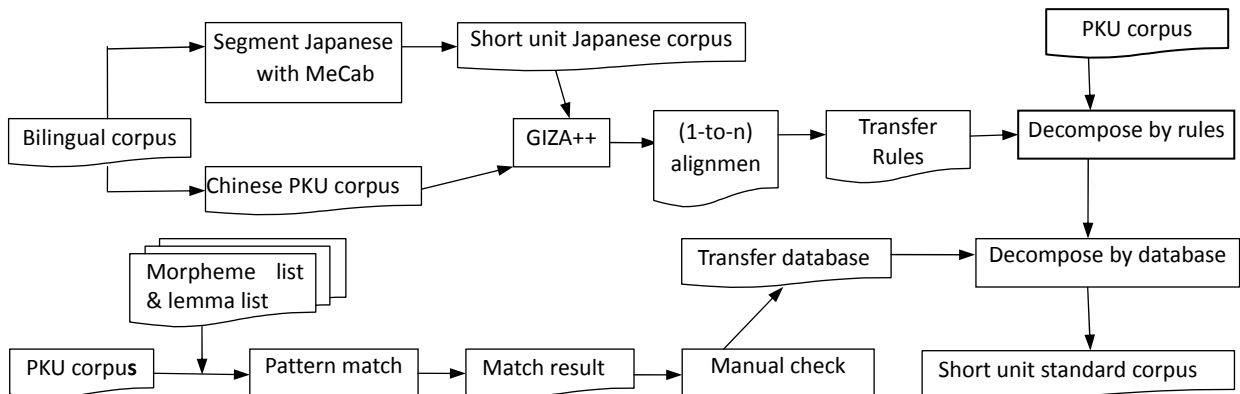 Segment Japanese
with MeCab
Short unit Japanese corpus
PKU corpus
Bilingual corpus
GIZA++
(1-to-n)
alignmen
Transfer
Rules
Decompose by rules
Chinese PKU corpus
Morpheme list
& lemma list
Transfer database
Decompose by database
PKU corpus
Pattern match
Match result
Manual check
Short unit standard corpus